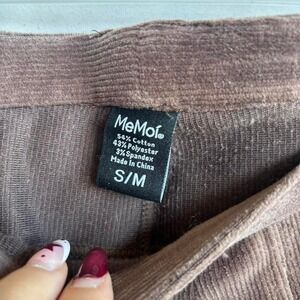 MeMoi
54% Cotton
43% Polyester
3% Spandex
Made in China
S/M